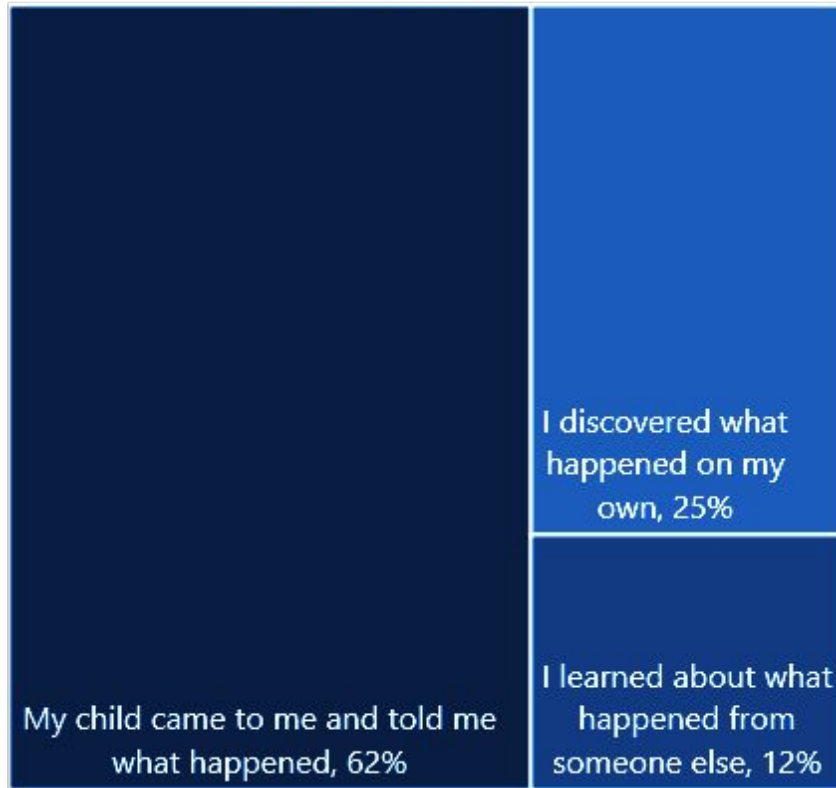 My child came to me and told me
what happened, 62%
I discovered what
happened on my
own, 25%
I learned about what
happened from
someone else, 12%